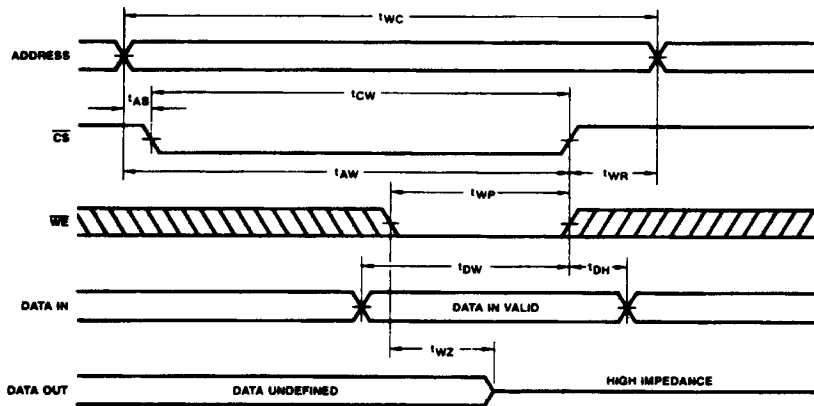 tWC
ADDRESS
tAS
tCW
CS
tAW
tWR
tWP
WE
tDW
tDH
DATA IN
DATA IN VALID
tWZ
DATA OUT
DATA UNDEFINED
HIGH IMPEDANCE